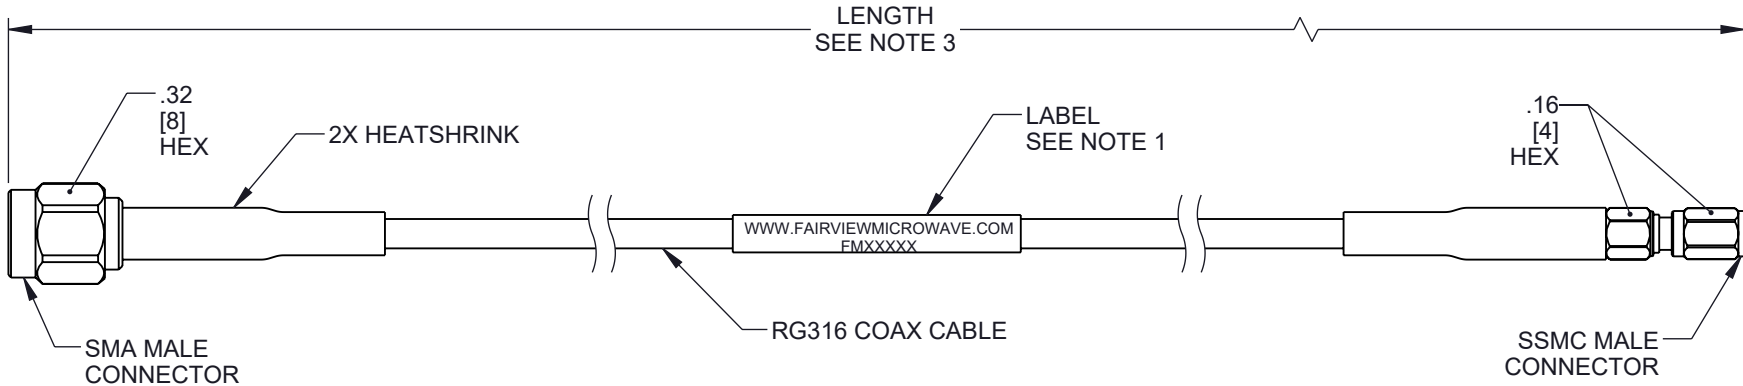 LENGTH
SEE NOTE 3
.32
[8]
HEX
2X HEATSHRINK
LABEL
SEE NOTE 1
.16
[4]
HEX
WWW.FAIRVIEWMICROWAVE.COM
FMXXXXX
RG316 COAX CABLE
SMA MALE
CONNECTOR
SSMC MALE
CONNECTOR